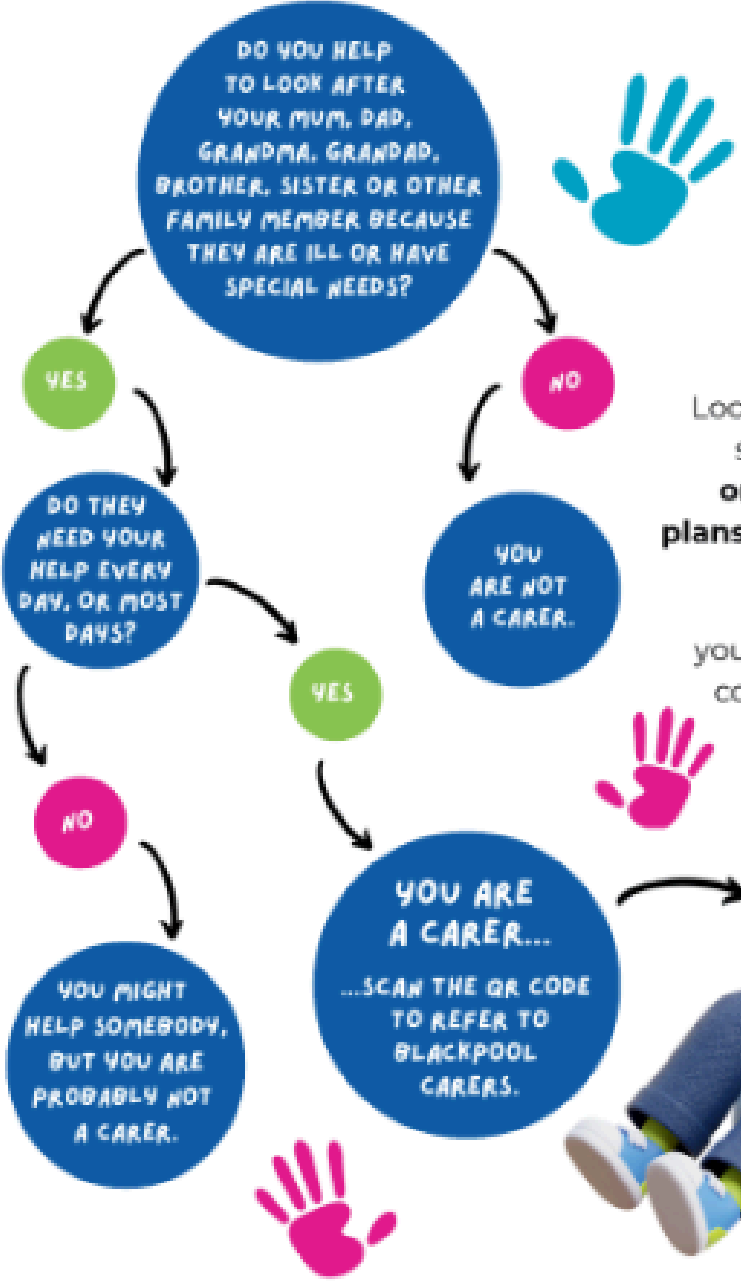 DO YOU HELP
TO LOOK AFTER
YOUR MUM, DAD,
GRANDMA, GRANDAD,
BROTHER, SISTER OR OTHER
FAMILY MEMBER BECAUSE
THEY ARE ILL OR HAVE
SPECIAL NEEDS?
YES
NO
DO THEY
NEED YOUR
HELP EVERY
DAY, OR MOST
DAYS?
YOU
ARE NOT
A CARER.
YES
NO
YOU ARE
A CARER...
...SCAN THE QR CODE
TO REFER TO
BLACKPOOL
CARERS.
YOU MIGHT
HELP SOMEBODY,
BUT YOU ARE
PROBABLY NOT
A CARER.
plans
you